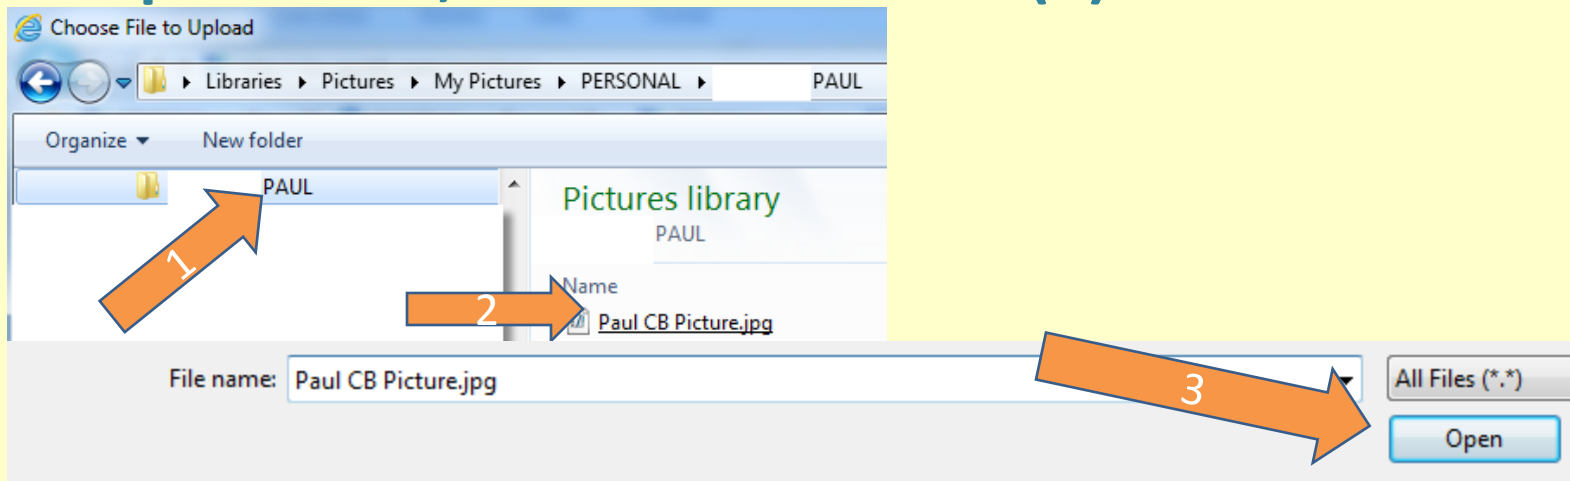 Choose File to Upload
Libraries Pictures My Pictures PERSONAL PAUL
Organize New folder
PAUL
Pictures library
PAUL
1
Name
2
Paul CB Picture.jpg
File name: Paul CB Picture.jpg
3
All Files (*.*)
Open